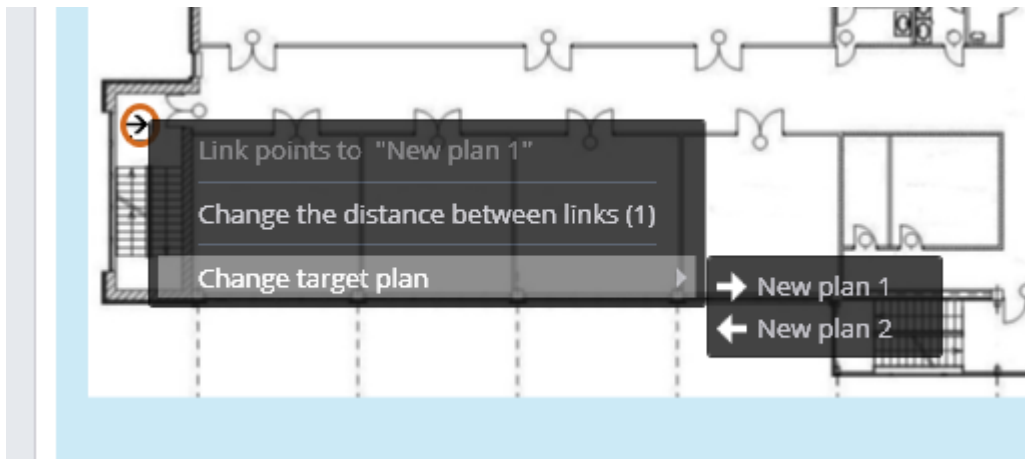 Link points to "New plan 1"
Change the distance between links (1)
Change target plan
New plan 1
New plan 2